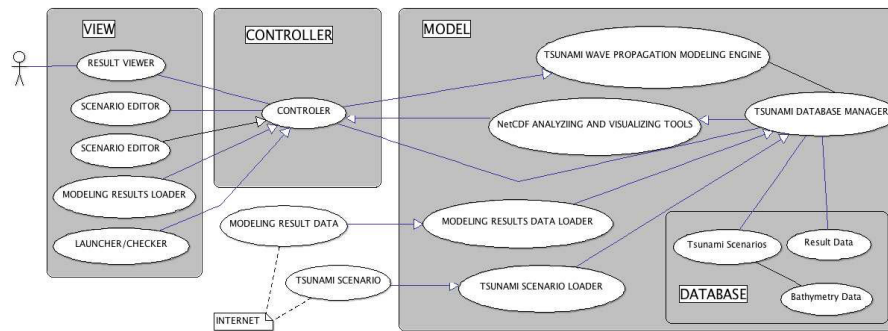 VIEW
RESULT VIEWER
SCENARIO EDITOR
SCENARIO EDITOR
MODELING RESULTS LOADER
LAUNCHER/CHECKER
CONTROLLER
CONTROLER
MODELING RESULT DATA
TSUNAMI SCENARIO
INTERNET
MODEL
TSUNAMI WAVE PROPAGATION MODELING ENGINE
TSUNAMI DATABASE MANAGER
NetCDF ANALYZIING AND VISUALIZING TOOLS
MODELING RESULTS DATA LOADER
TSUNAMI SCENARIO LOADER
Tsunami Scenarios
Result Data
Bathymetry Data
DATABASE